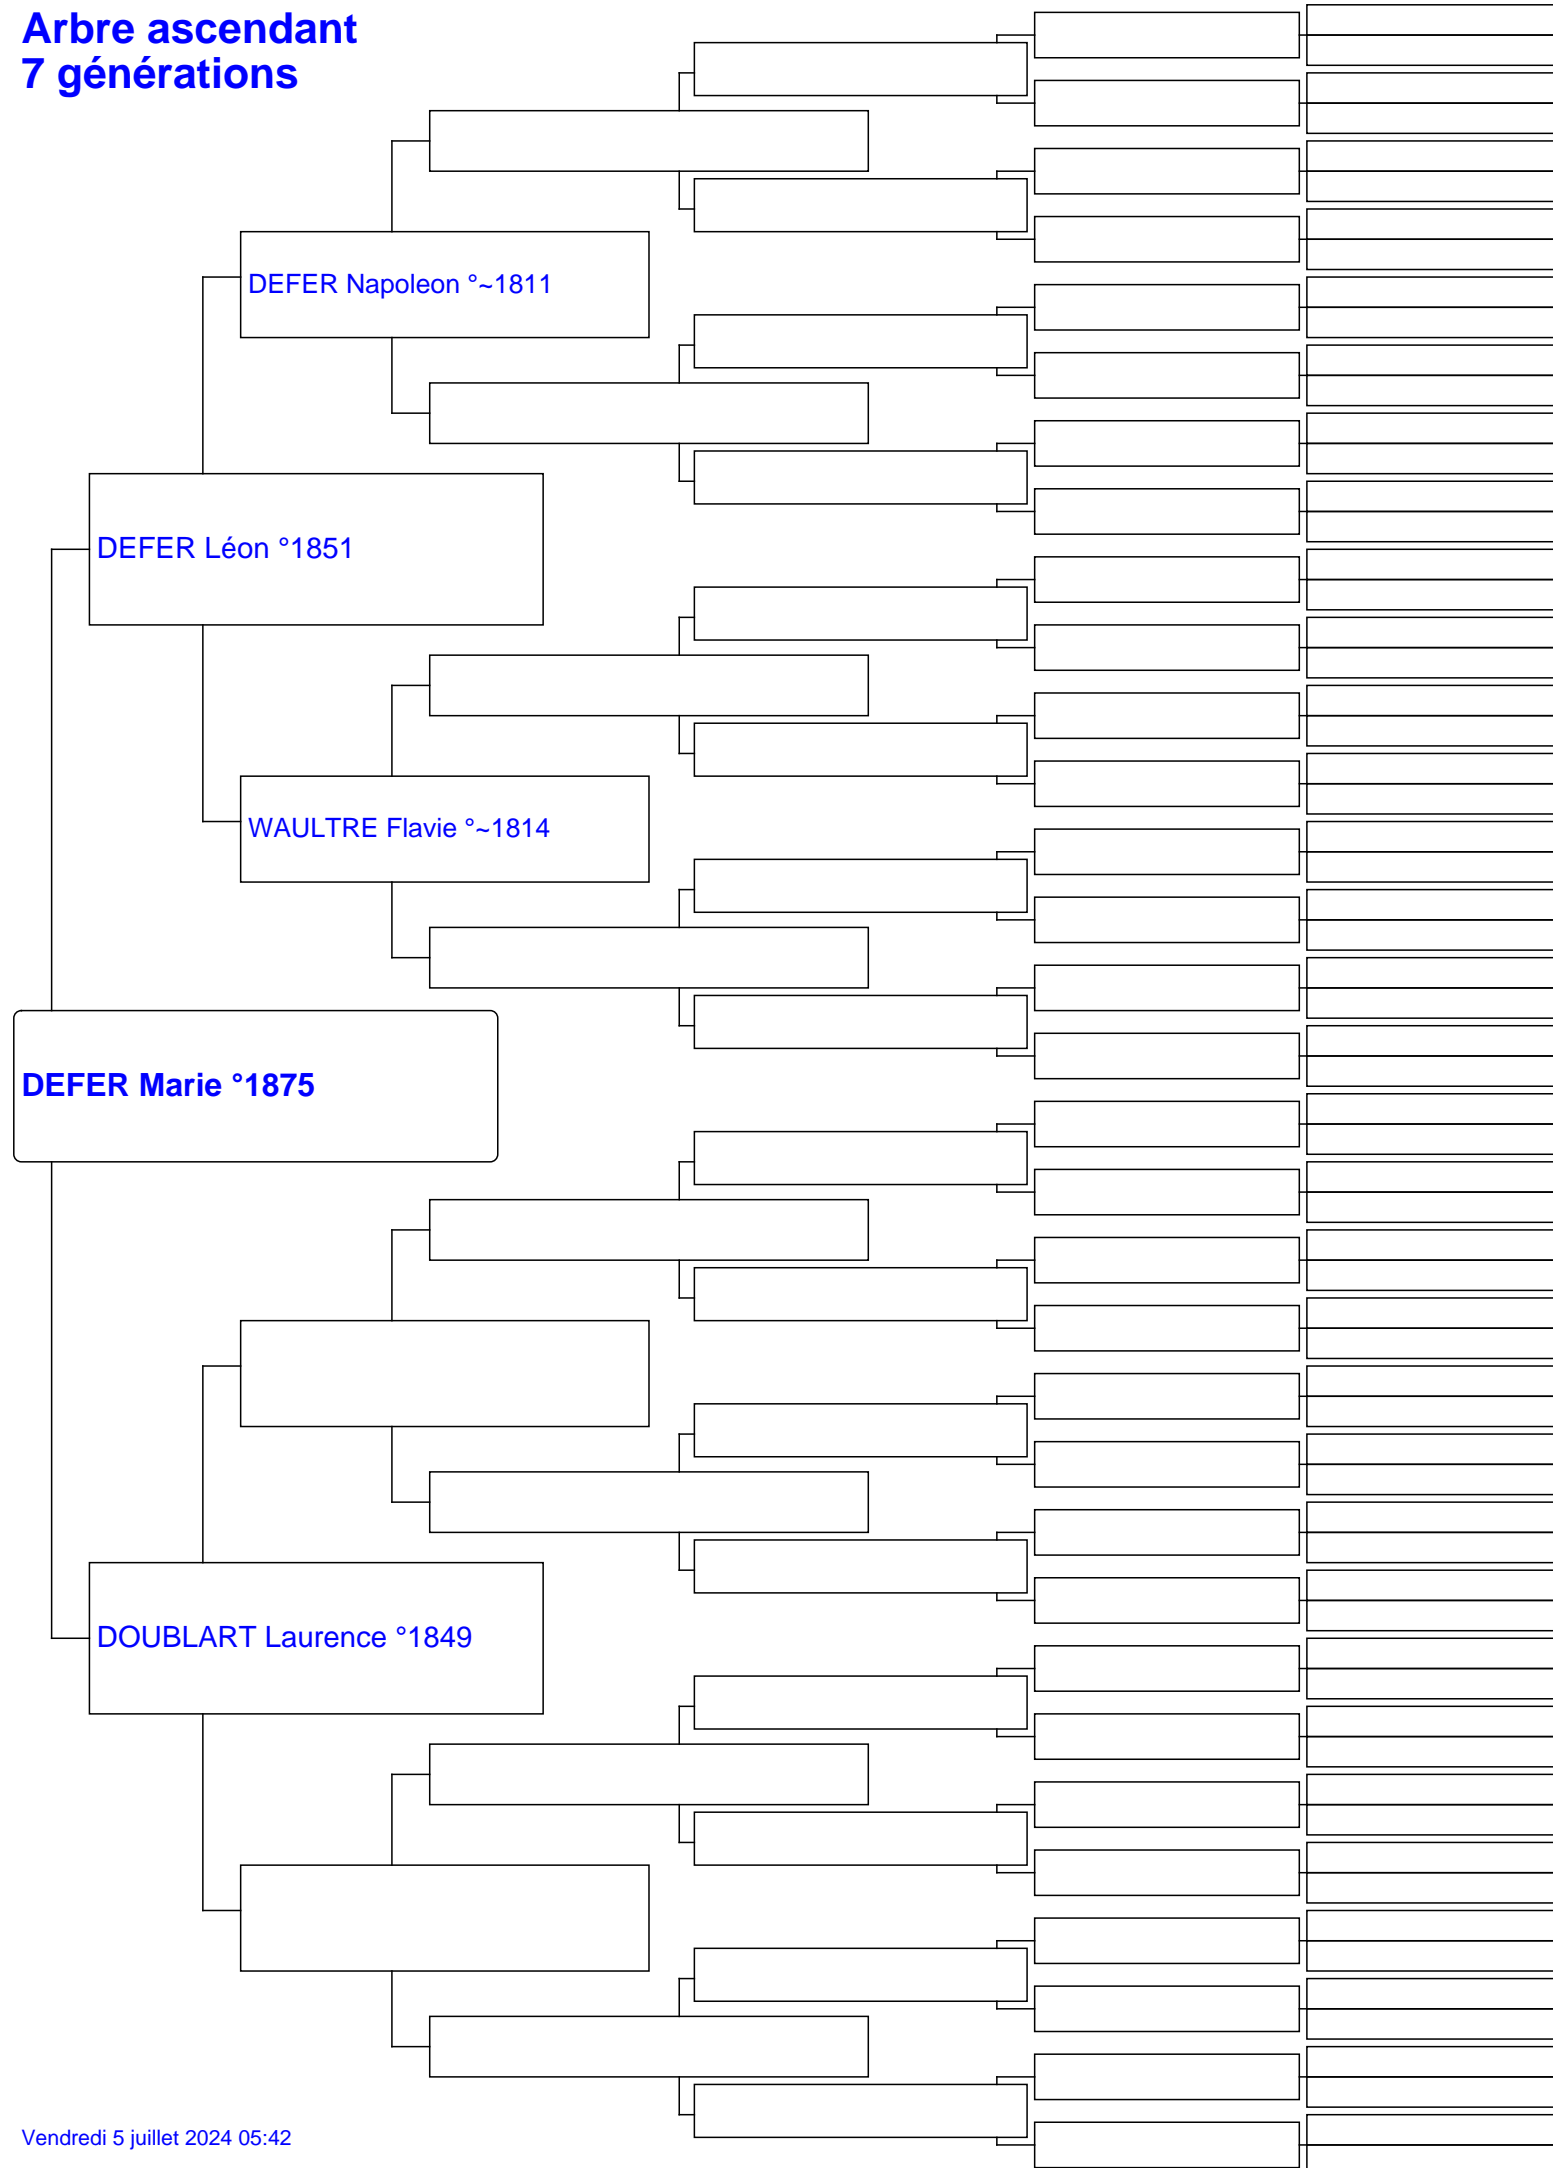 Arbre ascendant
7 générations
DEFER Napoleon °~1811
DEFER Léon °1851
WAULTRE Flavie °~1814
DEFER Marie °1875
DOUBLART Laurence °1849
Vendredi 5 juillet 2024 05:42